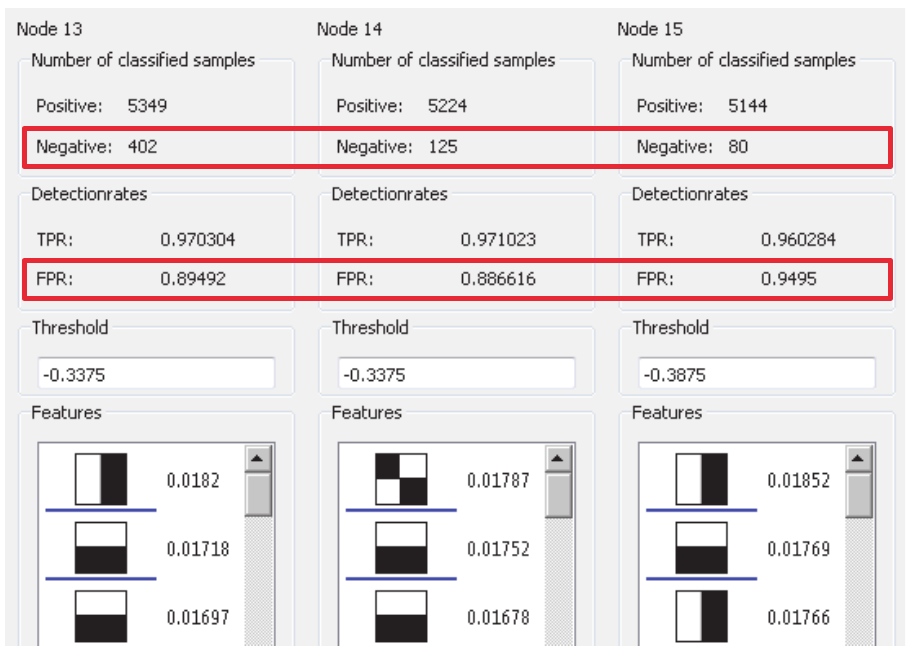 Node 13
Number of classified samples
Positive: 5349
Negative: 402
Detectionrates
TPR: 0.970304
FPR: 0.89492
Threshold
-0.3375
Features
0.0182
0.01718
0.01697
Node 14
Number of classified samples
Positive: 5224
Negative: 125
Detectionrates
TPR: 0.971023
FPR: 0.886616
Threshold
-0.3375
Features
0.01787
0.01752
0.01678
Node 15
Number of classified samples
Positive: 5144
Negative: 80
Detectionrates
TPR: 0.960284
FPR: 0.9495
Threshold
-0.3875
Features
0.01852
0.01769
0.01766